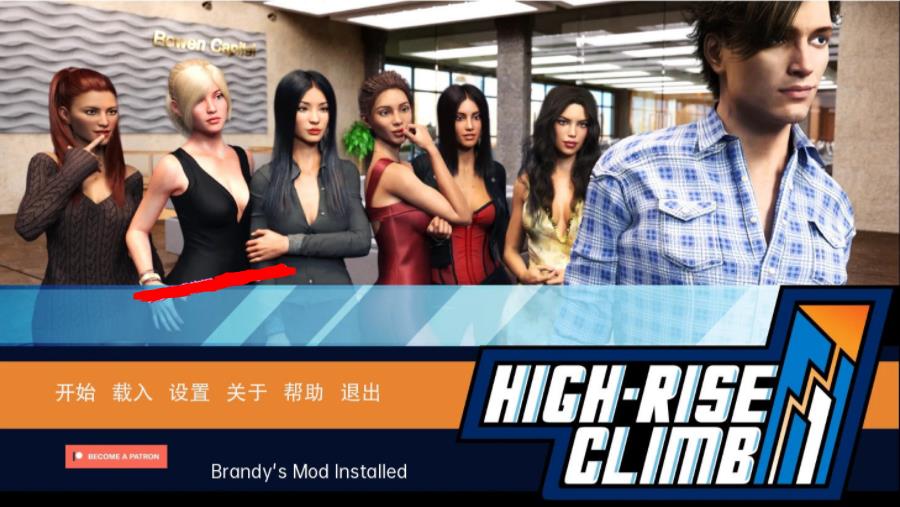 Bowen Capital
开始 载入 设置 关于 帮助 退出
HIGH-RISE
CLIMB
BECOME A PATRON
Brandy's Mod Installed